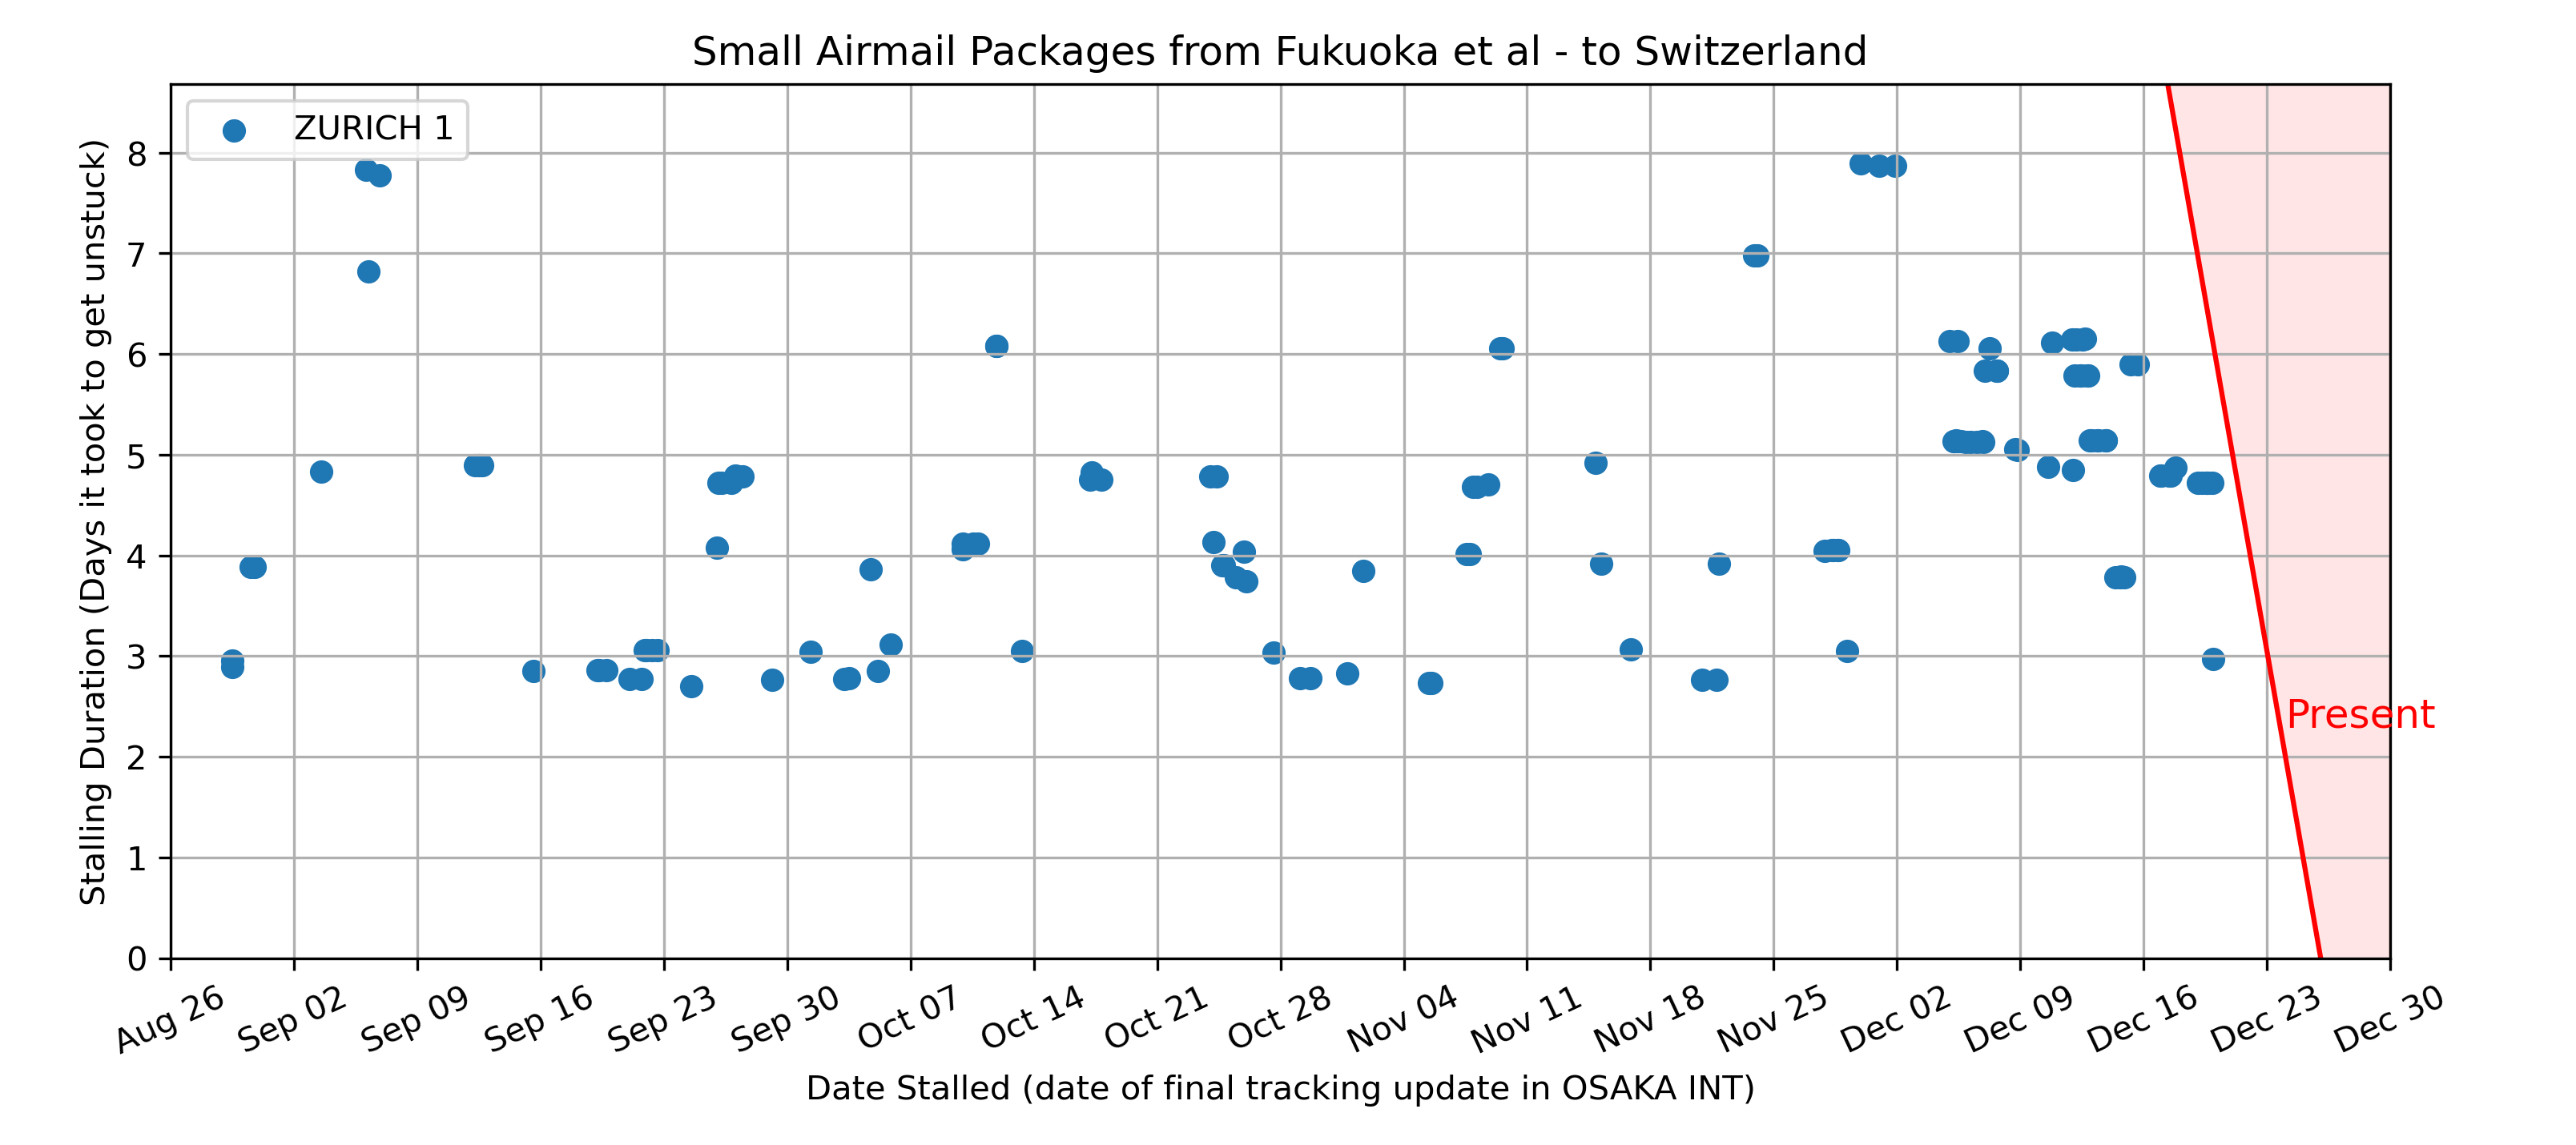 Small Airmail Packages from Fukuoka et al - to Switzerland
ZURICH 1
Stalling Duration (Days it took to get unstuck)
8
7
6
5
4
3
2
1
0
Present
Aug 26
Sep 02
Sep 09
Sep 16
Sep 23
Sep 30
Oct 07
Oct 14
Oct 21
Oct 28
Nov 04
Nov 11
Nov 18
Nov 25
Dec 02
Dec 09
Dec 16
Dec 23
Dec 30
Date Stalled (date of final tracking update in OSAKA INT)